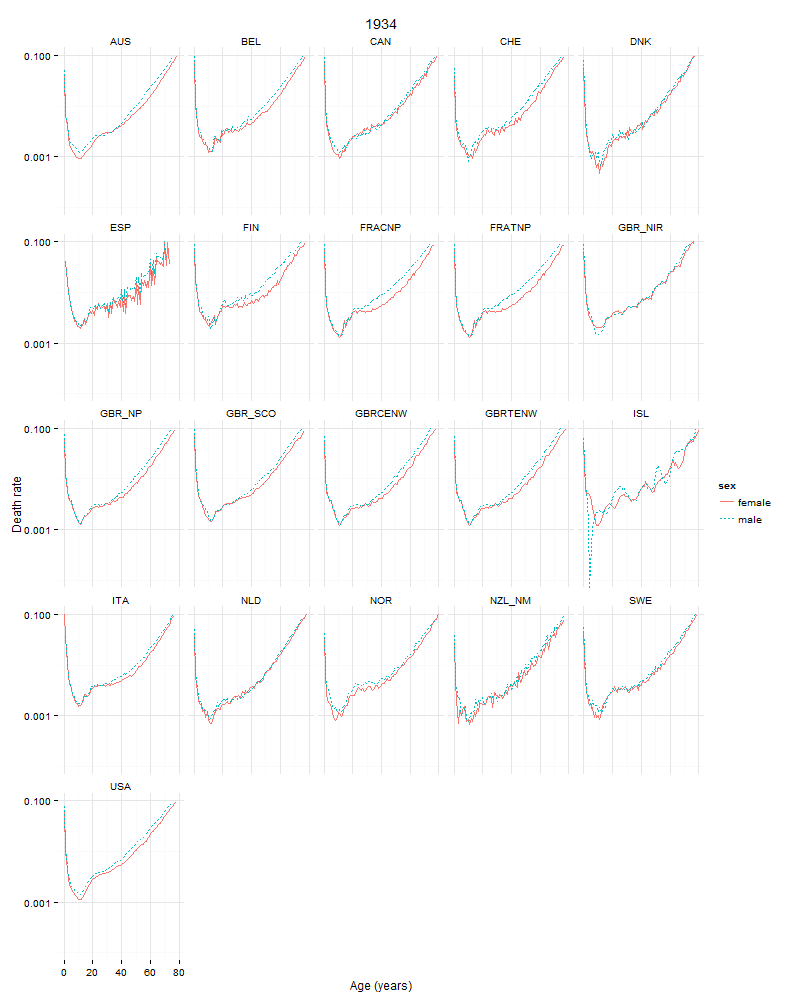 1934
AUS BEL CAN CHE DNK
0.100
0.001
ESP FIN FRACNP FRATNP GBR_NIR
0.100
0.001
GBR_NP GBR_SCO GBRCENW GBRTENW ISL
0.100
0.001
Death rate
sex
female
male
ITA NLD NOR NZL_NM SWE
0.100
0.001
USA
0.100
0.001
0 20 40 60 80
Age (years)